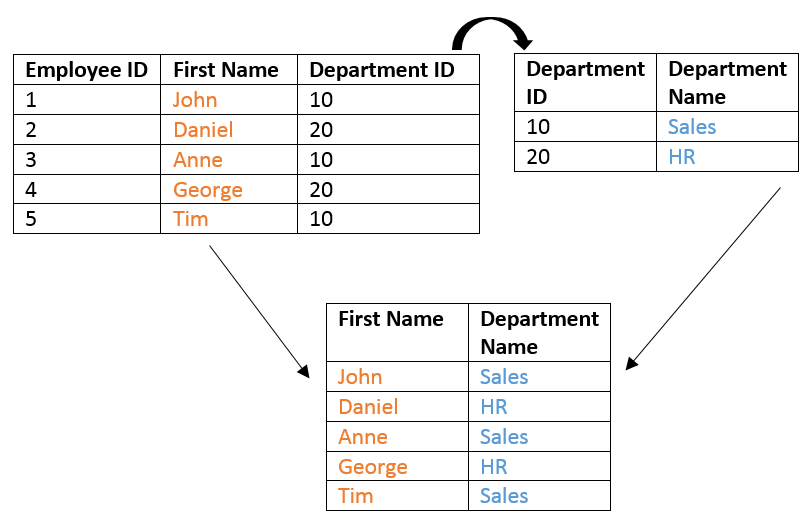 Employee ID First Name Department ID
1 John 10
2 Daniel 20
3 Anne 10
4 George 20
5 Tim 10
Department ID Department Name
10 Sales
20 HR
First Name Department Name
John Sales
Daniel HR
Anne Sales
George HR
Tim Sales